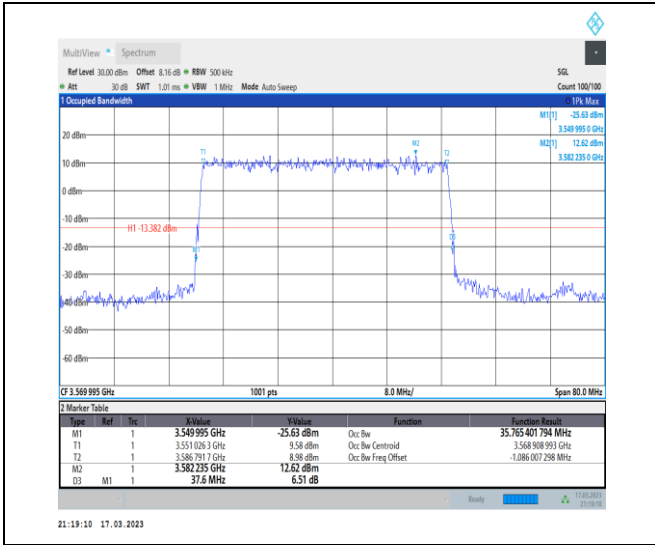 MultiView Spectrum
Ref Level 30.00 dBm Offset 8.16 dB RBW 500 kHz SGL
Att 30 dB SWT 1.01 ms VBW 1 MHz Mode Auto Sweep Count 100/100
1 Occupied Bandwidth 1Pk Max
M1[1] -25.63 dBm
3.549 995 0 GHz
M2[1] 12.62 dBm
3.582 235 0 GHz
20 dBm
M2
T1 T2
10 dBm
0 dBm
-10 dBm
H1 -13.382 dBm
D3
-20 dBm
M1
-30 dBm
-40 dBm
-50 dBm
-60 dBm
CF 3.569 995 GHz 1001 pts 8.0 MHz/ Span 80.0 MHz
2 Marker Table
Type Ref Trc X-Value Y-Value Function Function Result
M1 1 3.549 995 GHz -25.63 dBm Occ Bw 35.765 401 794 MHz
T1 1 3.551 026 3 GHz 9.58 dBm Occ Bw Centroid 3.568 908 993 GHz
T2 1 3.586 791 7 GHz 8.98 dBm Occ Bw Freq Offset -1.086 007 298 MHz
M2 1 3.582 235 GHz 12.62 dBm
D3 M1 1 37.6 MHz 6.51 dB
Ready 17.03.2023
21:19:10
21:19:10 17.03.2023